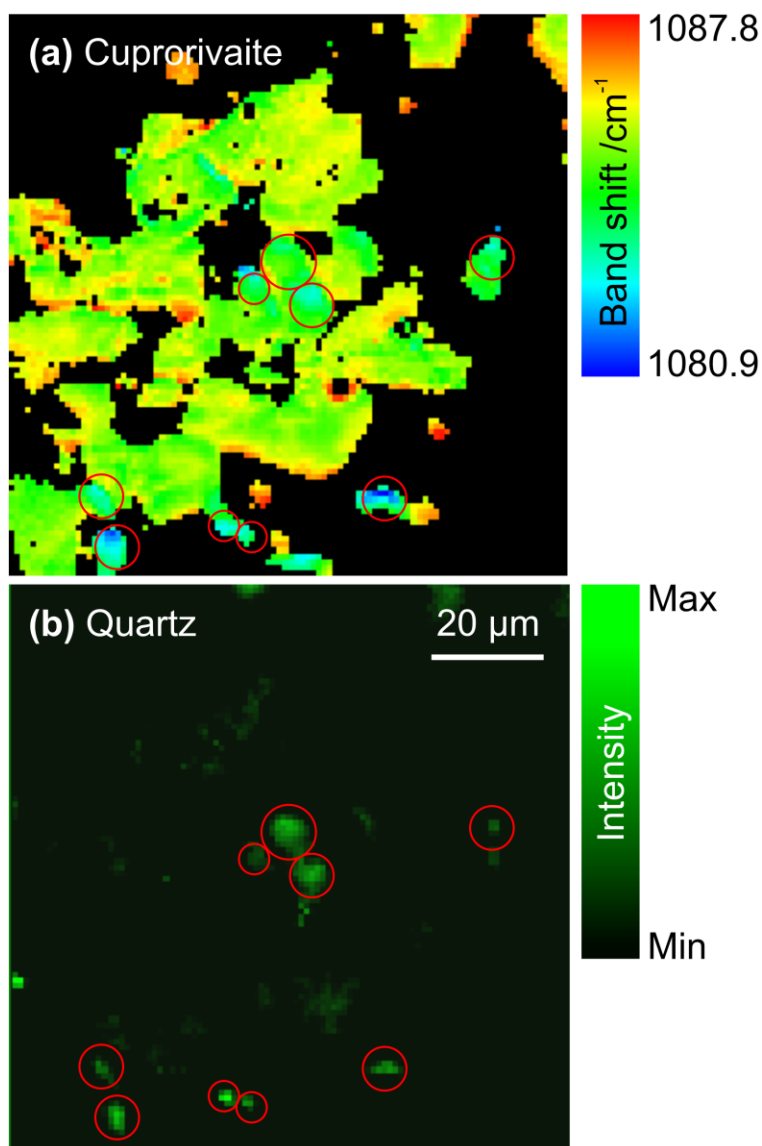 (a) Cuprorivaite
1087.8
Band shift /cm⁻¹
1080.9
(b) Quartz
20 µm
Max
Intensity
Min